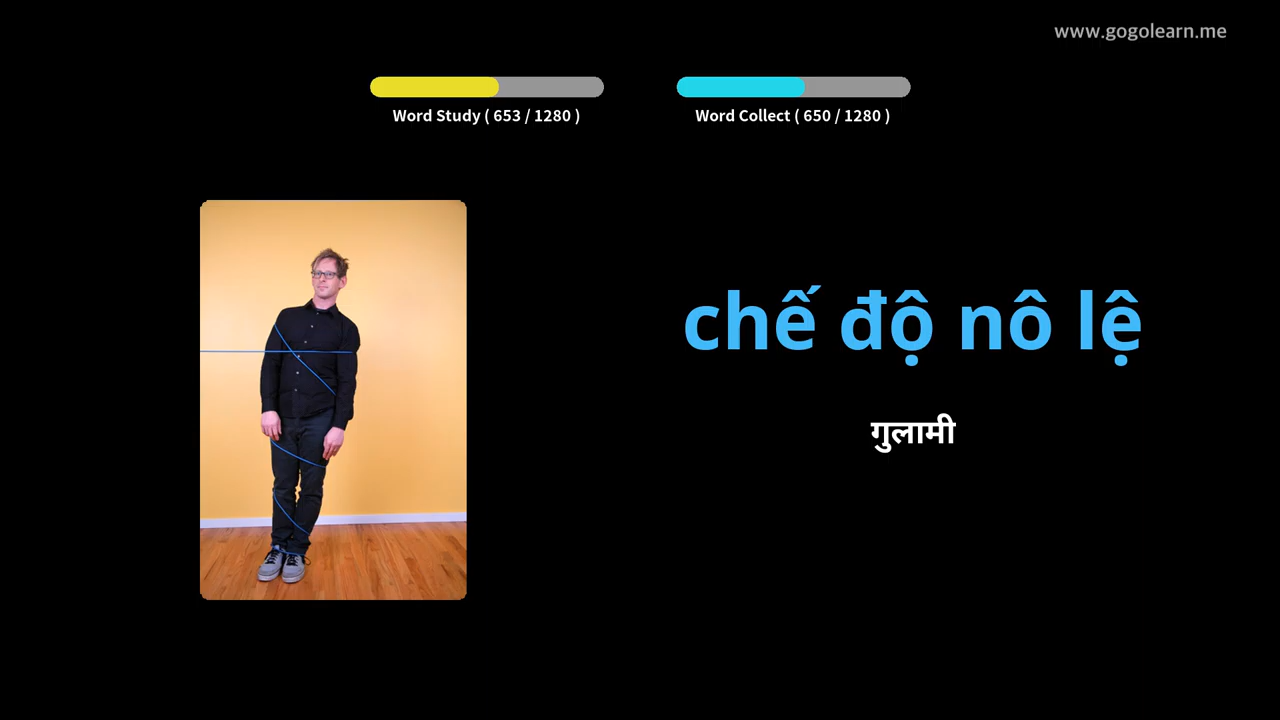 www.gogolearn.me
Word Study ( 653 / 1280 )
Word Collect ( 650 / 1280 )
chế độ nô lệ
गुलामी